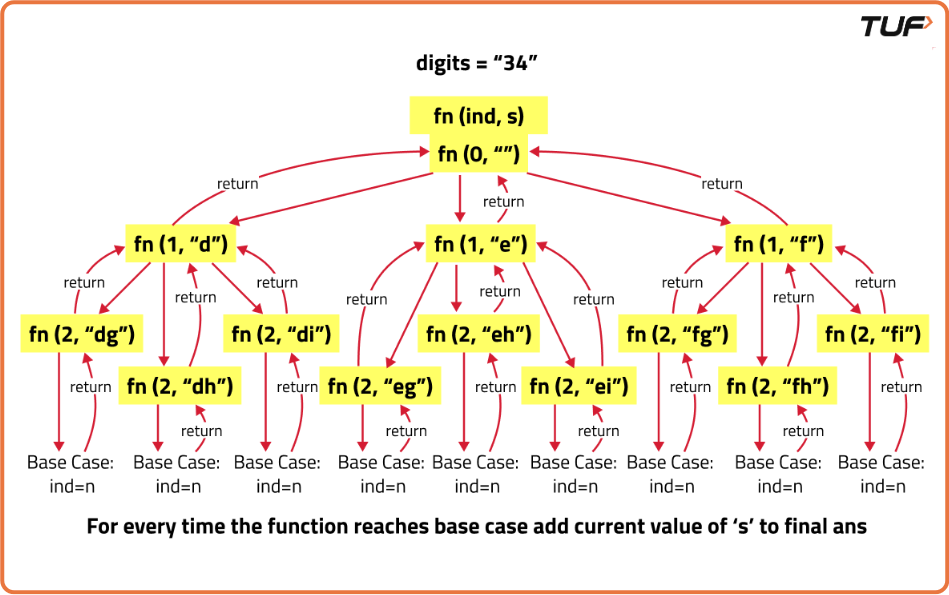 TUF
digits = “34”
fn (ind, s)
fn (0, “”)
return
return
return
fn (1, “d”)
fn (1, “e”)
fn (1, “f”)
return
return
return
return
return
return
return
return
return
fn (2, “dg”)
fn (2, “di”)
fn (2, “eh”)
fn (2, “fg”)
fn (2, “fi”)
fn (2, “dh”)
fn (2, “eg”)
fn (2, “ei”)
fn (2, “fh”)
return
return
return
return
return
return
return
return
return
Base Case:
ind=n
Base Case:
ind=n
Base Case:
ind=n
Base Case:
ind=n
Base Case:
ind=n
Base Case:
ind=n
Base Case:
ind=n
Base Case:
ind=n
Base Case:
ind=n
For every time the function reaches base case add current value of ‘s’ to final ans